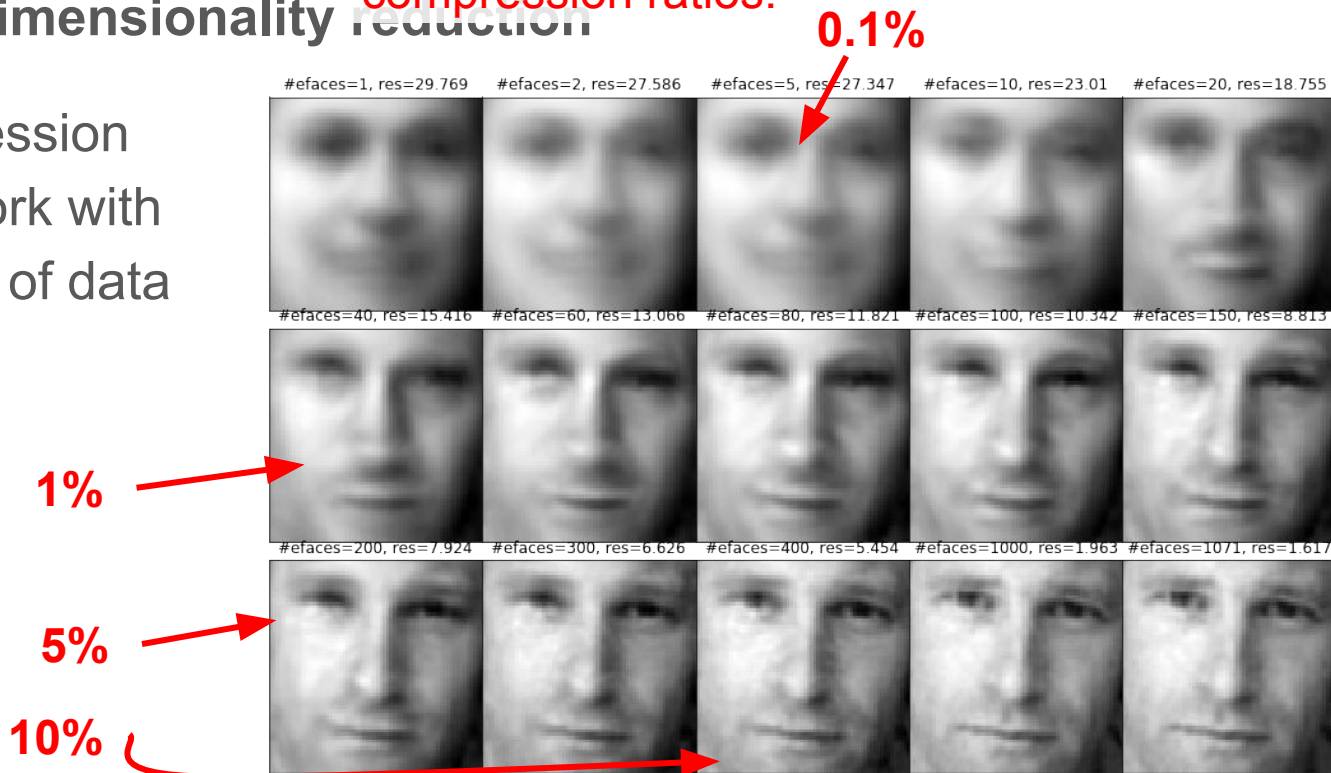 compression ratios:
imensionality reduction
0.1%
ession
ork with
of data
#efaces=1, res=29.769 #efaces=2, res=27.586 #efaces=5, res=27.347 #efaces=10, res=23.01 #efaces=20, res=18.755
#efaces=40, res=15.416 #efaces=60, res=13.066 #efaces=80, res=11.821 #efaces=100, res=10.342 #efaces=150, res=8.813
1%
#efaces=200, res=7.924 #efaces=300, res=6.626 #efaces=400, res=5.454 #efaces=1000, res=1.963 #efaces=1071, res=1.617
5%
10%